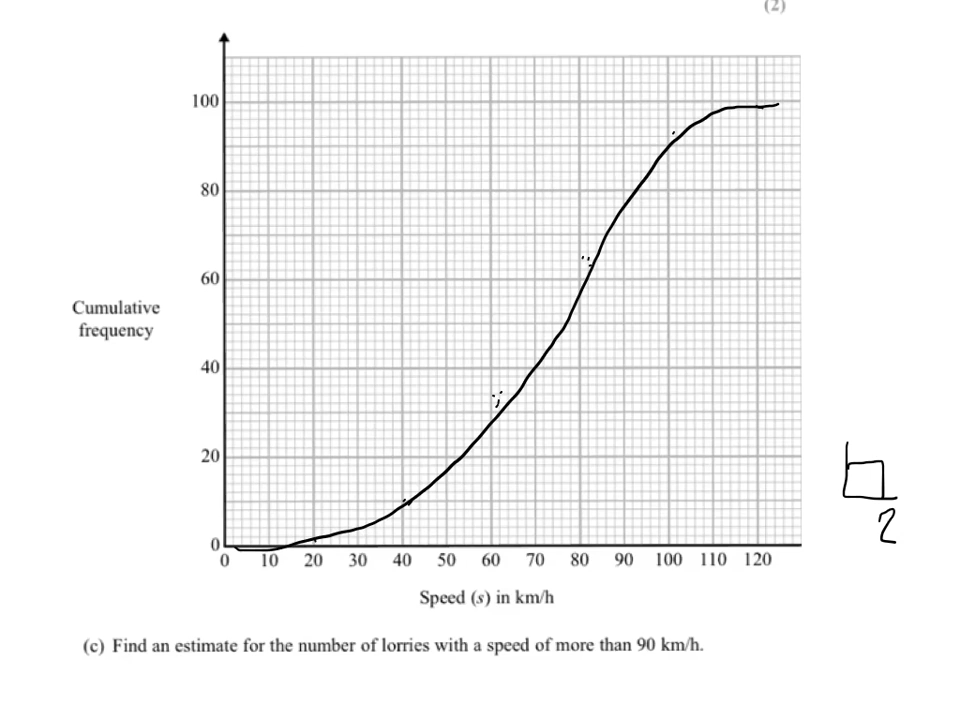 (2)
100
80
60
Cumulative
frequency
40
20
0
0 10 20 30 40 50 60 70 80 90 100 110 120
Speed (s) in km/h
2
(c) Find an estimate for the number of lorries with a speed of more than 90 km/h.